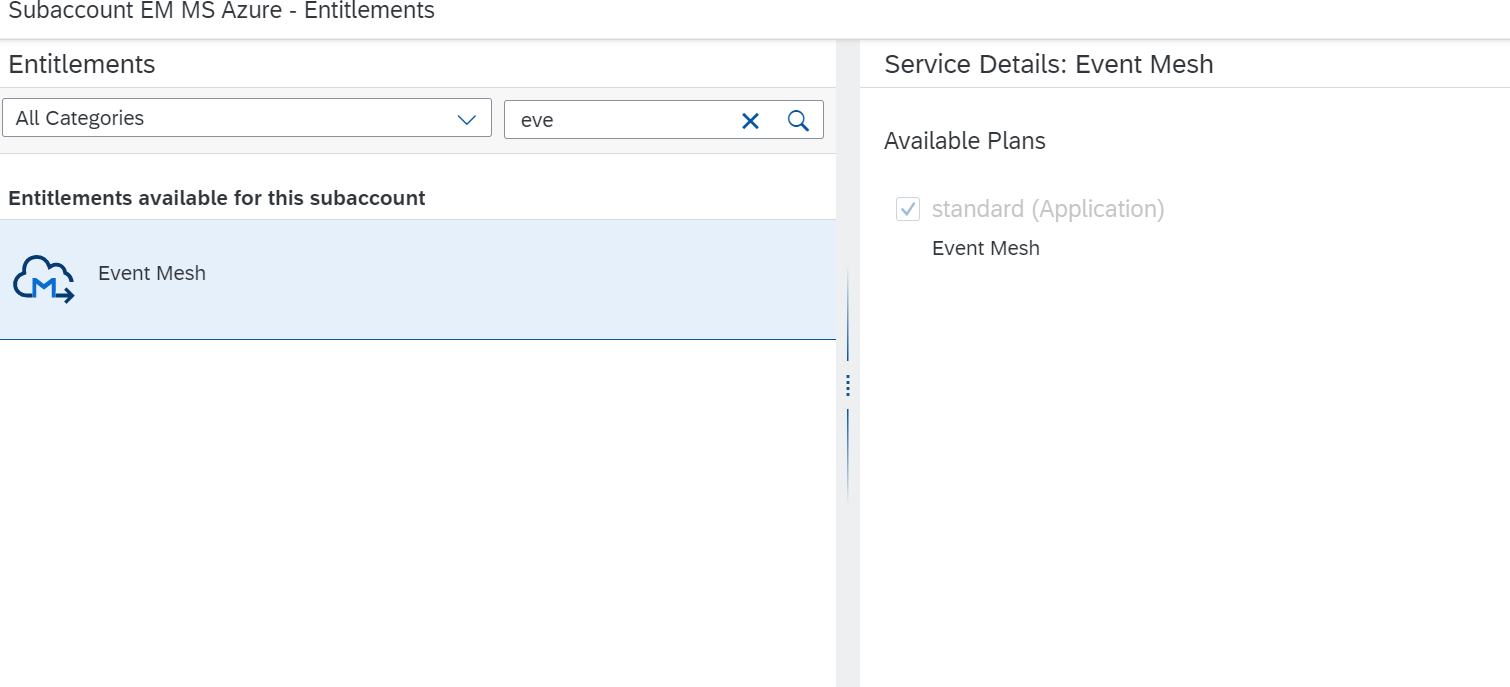 Subaccount EM MS Azure - Entitlements
Entitlements
All Categories
eve
Entitlements available for this subaccount
Event Mesh
Service Details: Event Mesh
Available Plans
standard (Application)
Event Mesh